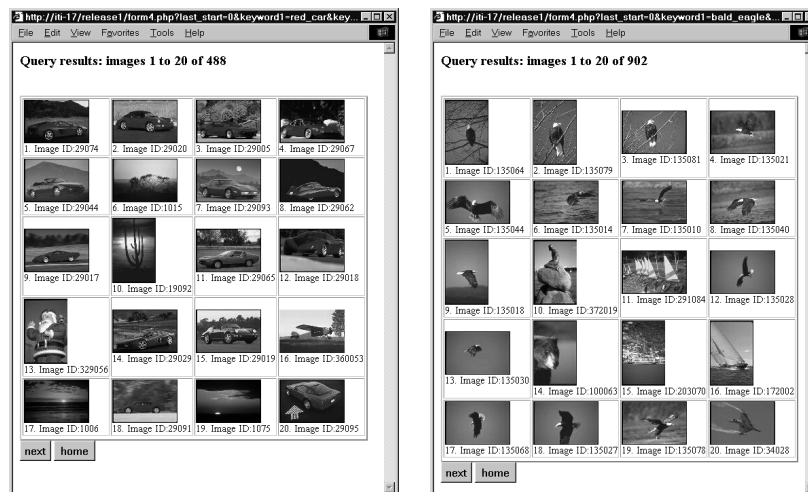 http://iti-17/release1/form4.php?last_start=0&keyword1=red_car&key...
File Edit View Favorites Tools Help
Query results: images 1 to 20 of 488
1. Image ID:29074 2. Image ID:29020 3. Image ID:29005 4. Image ID:29067
5. Image ID:29044 6. Image ID:1015 7. Image ID:29093 8. Image ID:29062
9. Image ID:29017 10. Image ID:19092 11. Image ID:29065 12. Image ID:29018
13. Image ID:329056 14. Image ID:29029 15. Image ID:29019 16. Image ID:360053
17. Image ID:1006 18. Image ID:29091 19. Image ID:1075 20. Image ID:29095
next home
http://iti-17/release1/form4.php?last_start=0&keyword1=bald_eagle&...
File Edit View Favorites Tools Help
Query results: images 1 to 20 of 902
1. Image ID:135064 2. Image ID:135079 3. Image ID:135081 4. Image ID:135021
5. Image ID:135044 6. Image ID:135014 7. Image ID:135010 8. Image ID:135040
9. Image ID:135018 10. Image ID:372019 11. Image ID:291084 12. Image ID:135028
13. Image ID:135030 14. Image ID:100063 15. Image ID:203070 16. Image ID:172002
17. Image ID:135068 18. Image ID:135027 19. Image ID:135078 20. Image ID:34028
next home